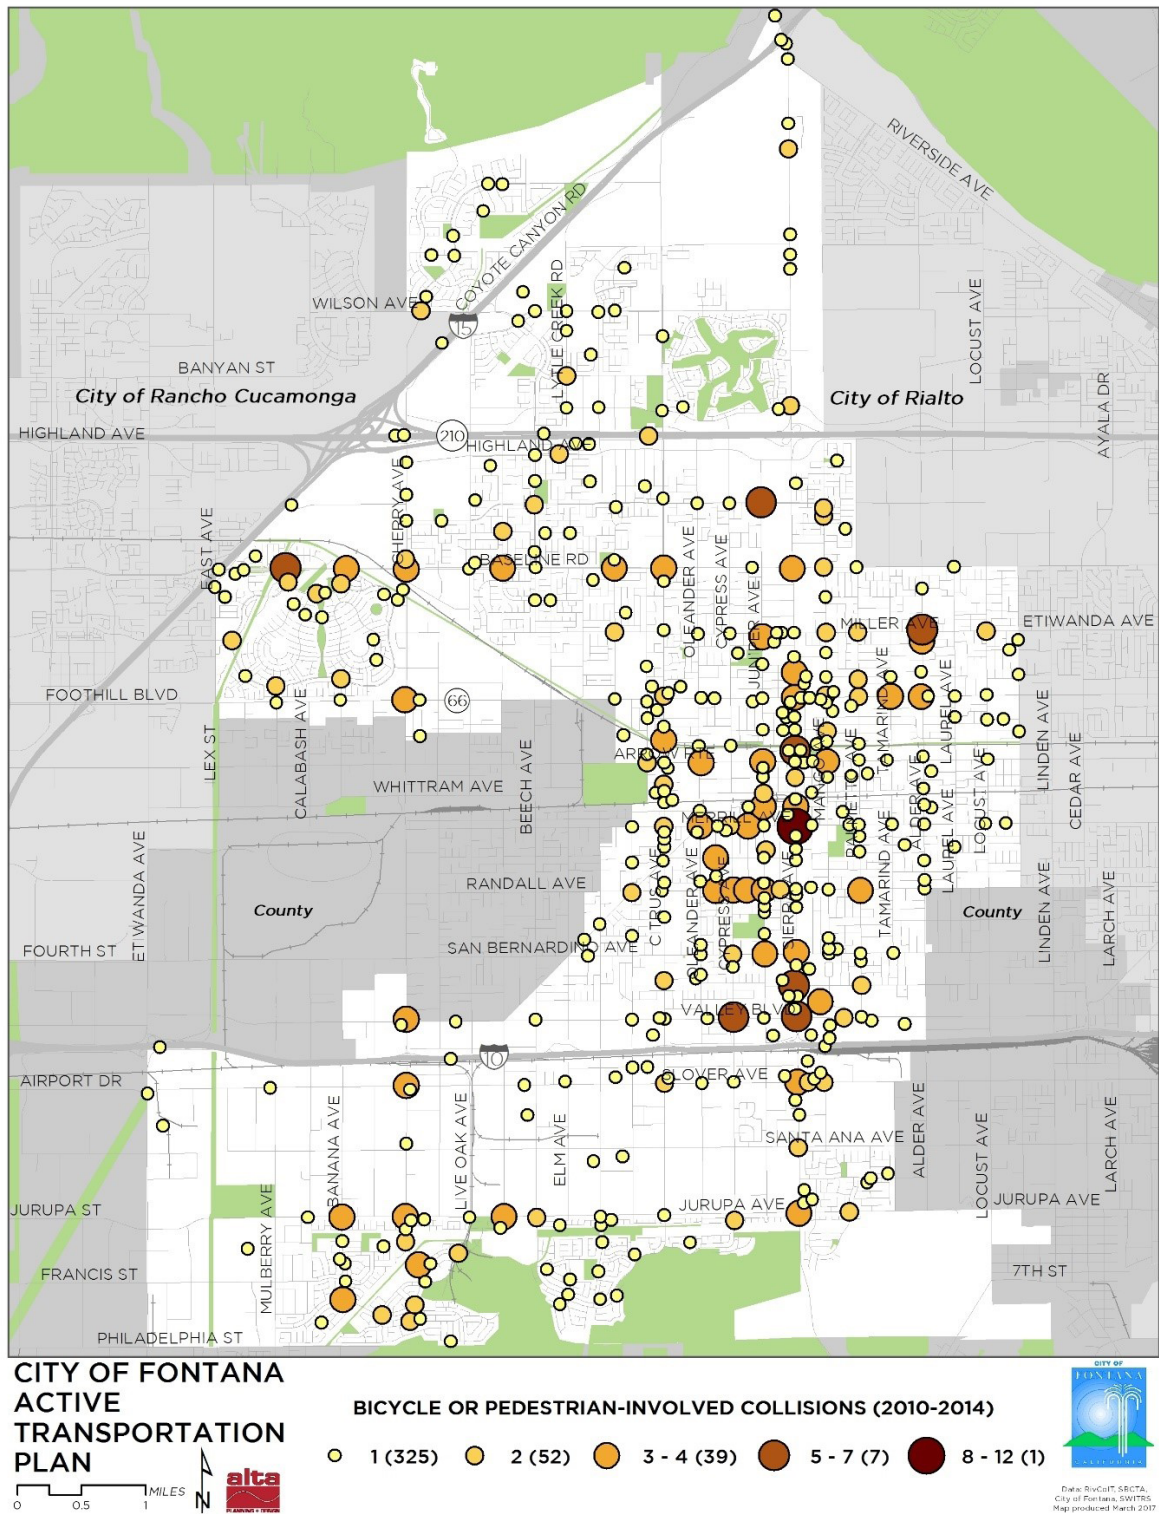 RIVERSIDE AVE
COYOTE CANYON RD
WILSON AVE
15
LYTLE CREEK RD
LOCUST AVE
BANYAN ST
City of Rancho Cucamonga
City of Rialto
AYALA DR
HIGHLAND AVE
210
HIGHLAND AVE
CHERRY AVE
EAST AVE
BASELINE RD
OLEANDER AVE
CYPRESS AVE
JUNIPER AVE
MILLER AVE
ETIWANDA AVE
FOOTHILL BLVD
66
LEX ST
CALABASH AVE
BEECH AVE
ARROW RTE
MANGO AVE
PALMETTO AVE
TAMARIND AVE
LAUREL AVE
LINDEN AVE
CEDAR AVE
WHITTRAM AVE
MERRILL AVE
ALDER AVE
LOCUST AVE
ETIWANDA AVE
RANDALL AVE
CITRUS AVE
OLEANDER AVE
CYPRESS AVE
SIERRA AVE
TAMARIND AVE
LAUREL AVE
LINDEN AVE
LARCH AVE
County
County
FOURTH ST
SAN BERNARDINO AVE
VALLEY BLVD
10
AIRPORT DR
SLOVER AVE
BANANA AVE
LIVE OAK AVE
ELM AVE
SANTA ANA AVE
ALDER AVE
LOCUST AVE
LARCH AVE
JURUPA ST
MULBERRY AVE
JURUPA AVE
JURUPA AVE
FRANCIS ST
7TH ST
PHILADELPHIA ST
CITY OF FONTANA
ACTIVE
TRANSPORTATION
PLAN
0 0.5 1 MILES
N
alta
PLANNING + DESIGN
BICYCLE OR PEDESTRIAN-INVOLVED COLLISIONS (2010-2014)
1 (325) 2 (52) 3 - 4 (39) 5 - 7 (7) 8 - 12 (1)
CITY OF
FONTANA
CALIFORNIA
Data: RivCoIT, SBCTA,
City of Fontana, SWITRS
Map produced March 2017